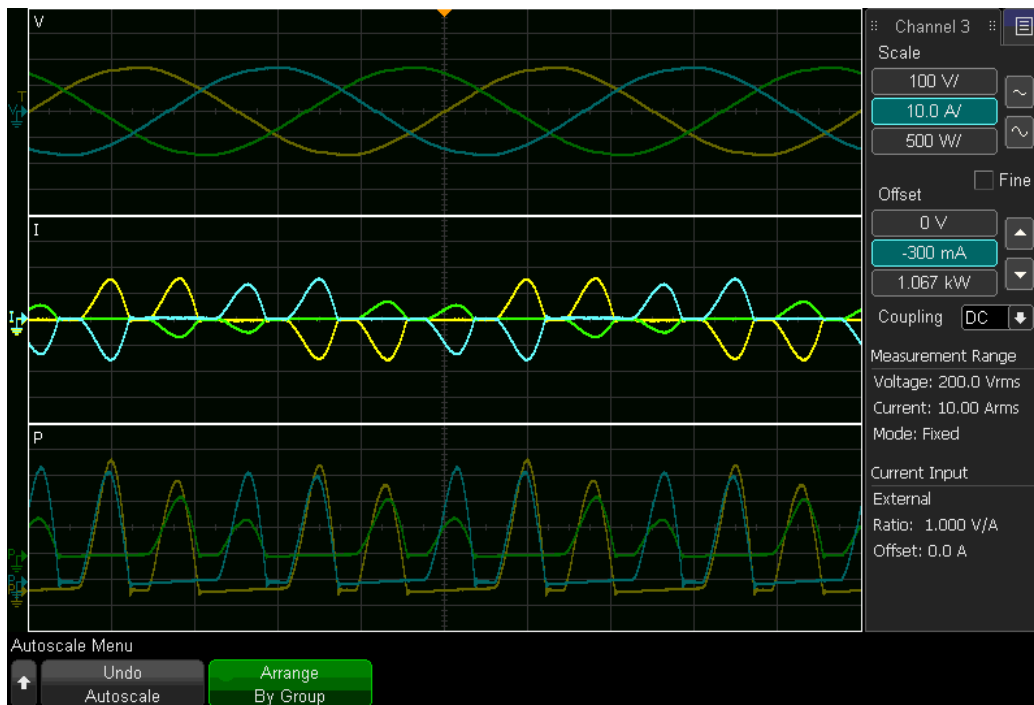 V
Channel 3
Scale
100 V/
10.0 A/
500 W/
Fine
T
V
Offset
0 V
I
-300 mA
1.067 kW
I
Coupling DC
Measurement Range
Voltage: 200.0 Vrms
Current: 10.00 Arms
Mode: Fixed
P
Current Input
External
Ratio: 1.000 V/A
Offset: 0.0 A
P
P
P
Autoscale Menu
Undo
Autoscale
Arrange
By Group